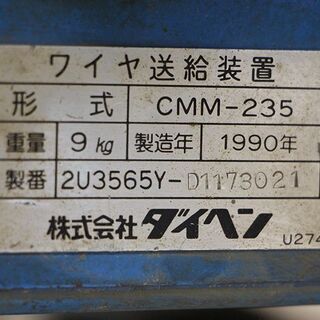 ワイヤ送給装置
形式 CMM-235
重量 9kg 製造年 1990年
製番 2U3565Y-D1173021
株式会社ダイヘン
U274